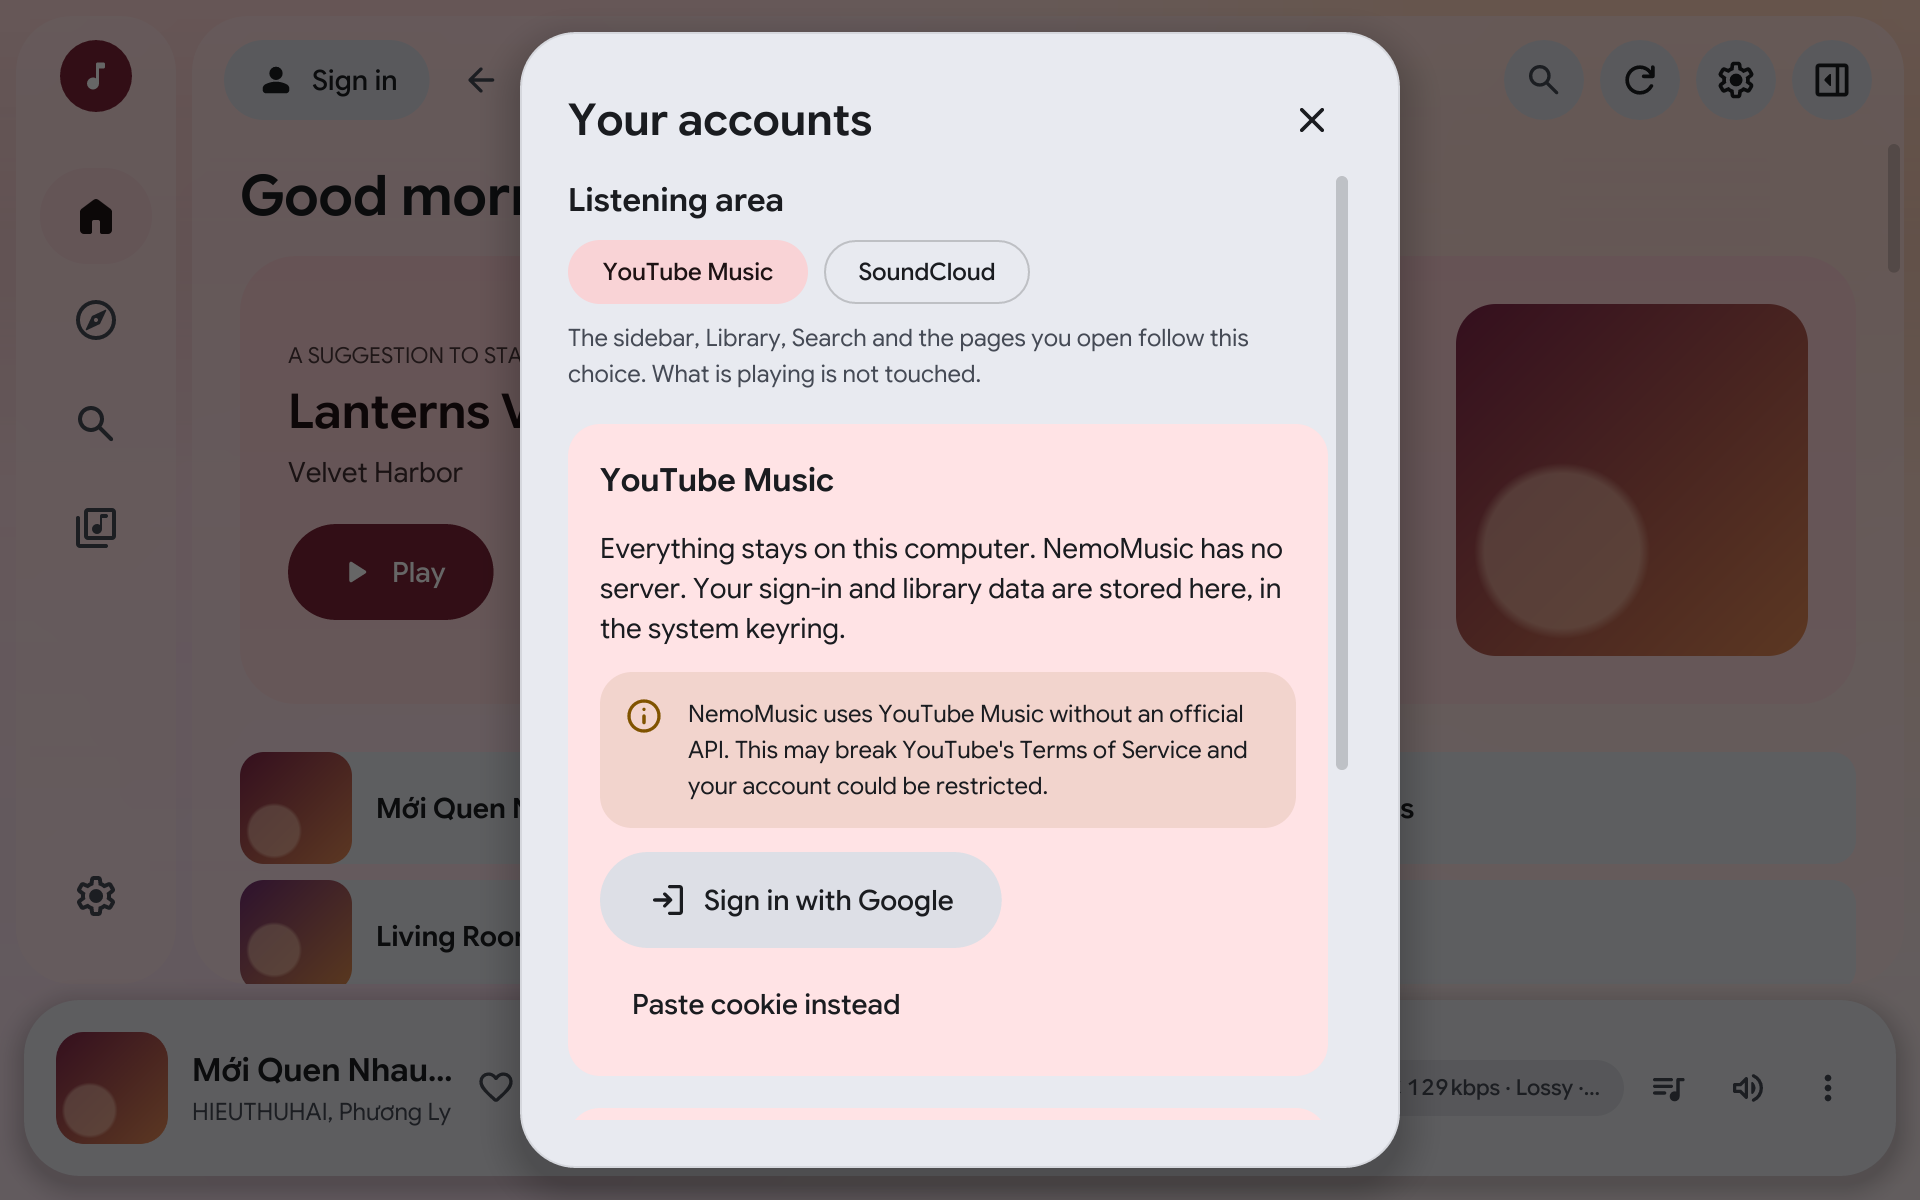 Sign in
Your accounts
Good morn
Listening area
YouTube Music
SoundCloud
The sidebar, Library, Search and the pages you open follow this
choice. What is playing is not touched.
A SUGGESTION TO STA
Lanterns
Velvet Harbor
Play
YouTube Music
Everything stays on this computer. NemoMusic has no
server. Your sign-in and library data are stored here, in
the system keyring.
NemoMusic uses YouTube Music without an official
API. This may break YouTube's Terms of Service and
your account could be restricted.
Sign in with Google
Paste cookie instead
Mới Quen
s
Living Room
Mới Quen Nhau...
HIEUTHUHAI, Phương Ly
129kbps · Lossy ·...